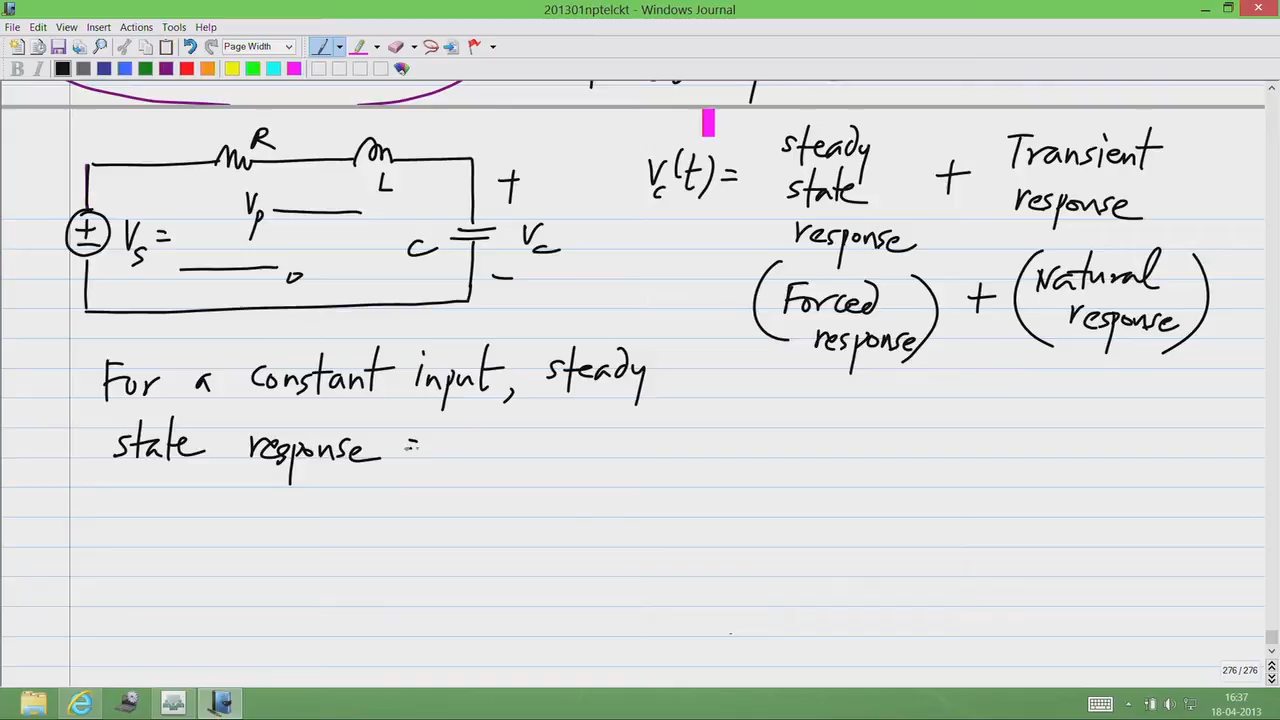 201301nptelckt - Windows Journal
File Edit View Insert Actions Tools Help
Page Width
B I
R
L
Vp
Vs =
0
C
+
Vc
−
Vc(t) = steady state response + Transient response
(Forced response) + (Natural response)
For a constant input, steady
state response =
276 / 276
16:37
18-04-2013